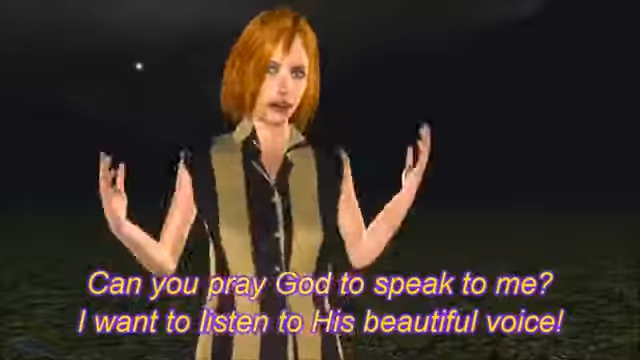 Can you pray God to speak to me?
I want to listen to His beautiful voice!